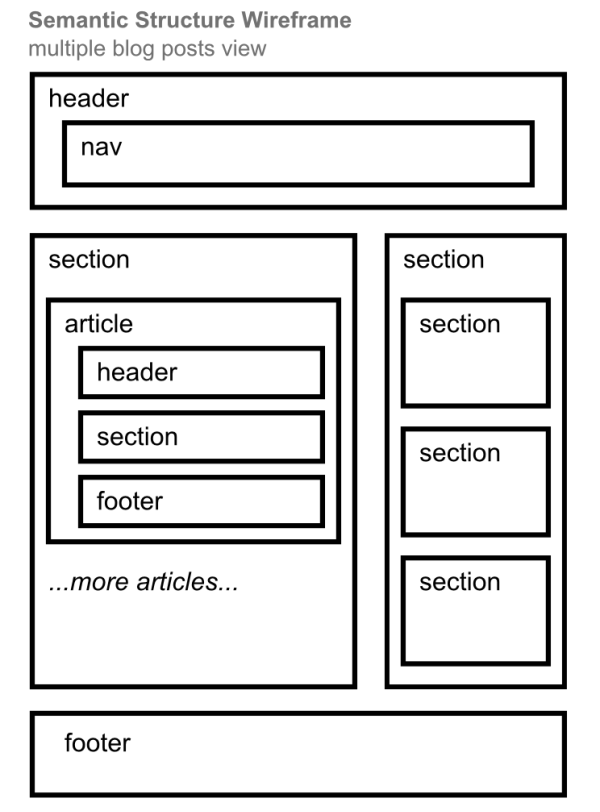 Semantic Structure Wireframe
multiple blog posts view
header
nav
section
article
header
section
footer
...more articles...
section
section
section
section
footer